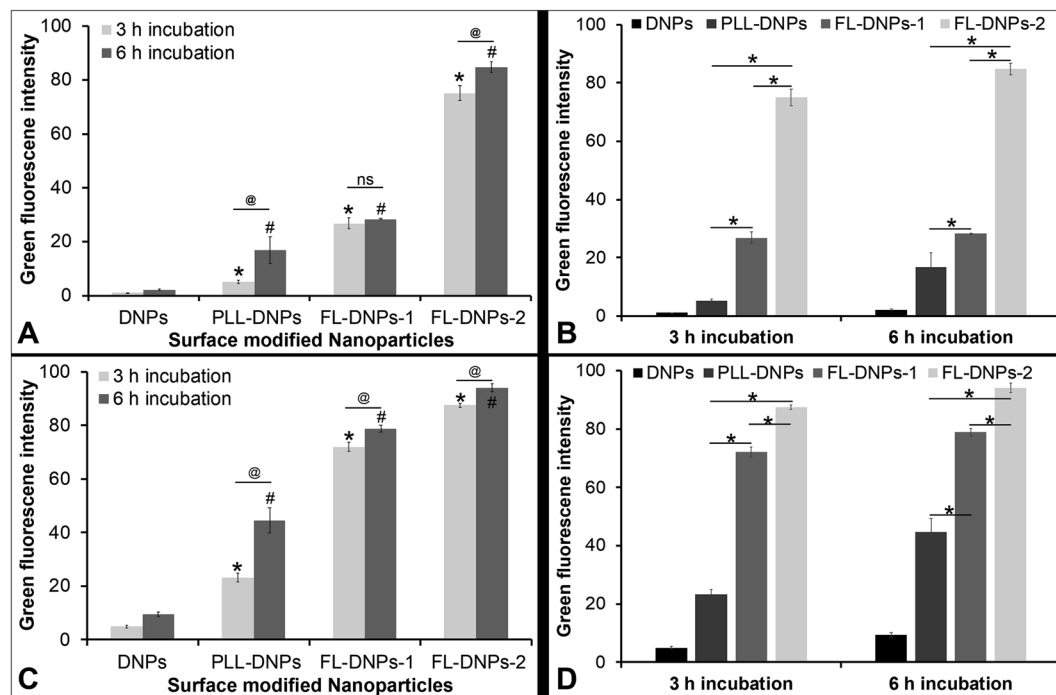 3 h incubation
6 h incubation
Green fluorescene intensity
100
80
60
40
20
0
@
ns
@
@
*
#
*
#
*
#
DNPs PLL-DNPs FL-DNPs-1 FL-DNPs-2
A Surface modified Nanoparticles
DNPs PLL-DNPs FL-DNPs-1 FL-DNPs-2
Green fluorescene intensity
100
80
60
40
20
0
*
*
*
*
*
*
3 h incubation 6 h incubation
B
3 h incubation
6 h incubation
Green fluorescene intensity
100
80
60
40
20
0
@
@
@
*
#
*
#
*
#
DNPs PLL-DNPs FL-DNPs-1 FL-DNPs-2
C Surface modified Nanoparticles
DNPs PLL-DNPs FL-DNPs-1 FL-DNPs-2
Green fluorescene intensity
100
80
60
40
20
0
*
*
*
*
*
*
3 h incubation 6 h incubation
D